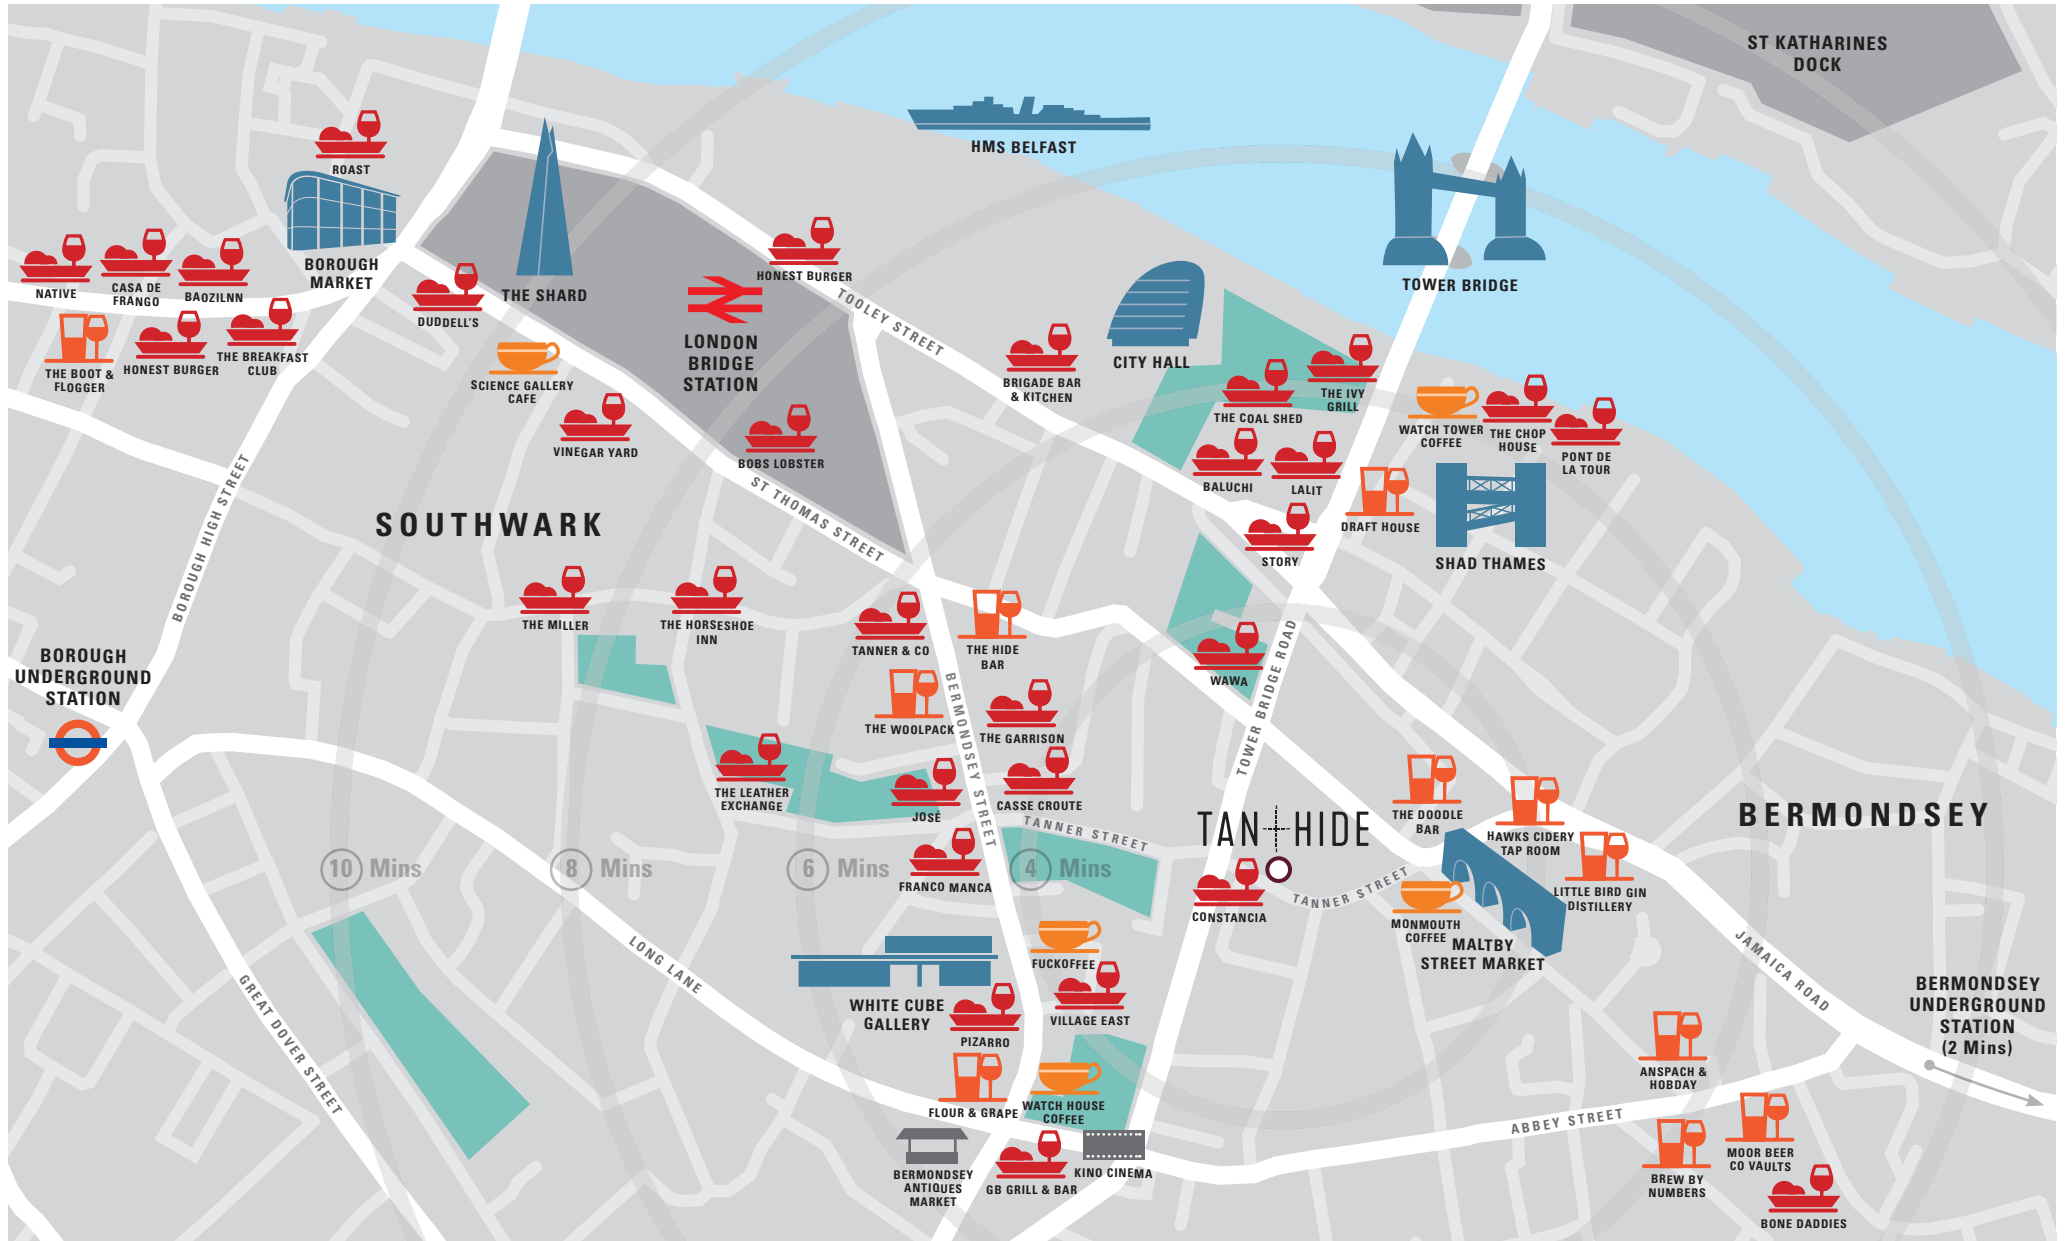 ST KATHARINES
DOCK
HMS BELFAST
ROAST
TOWER BRIDGE
BOROUGH
MARKET
THE SHARD
HONEST BURGER
NATIVE
CASA DE
FRANGO
BAOZILNN
DUDDELL'S
TOOLEY STREET
LONDON
BRIDGE
STATION
CITY HALL
THE BOOT &
FLOGGER
HONEST BURGER
THE BREAKFAST
CLUB
SCIENCE GALLERY
CAFE
BRIGADE BAR
& KITCHEN
THE COAL SHED
THE IVY
GRILL
WATCH TOWER
COFFEE
THE CHOP
HOUSE
PONT DE
LA TOUR
VINEGAR YARD
BOBS LOBSTER
BALUCHI
LALIT
DRAFT HOUSE
ST THOMAS STREET
SOUTHWARK
BOROUGH HIGH STREET
STORY
SHAD THAMES
THE MILLER
THE HORSESHOE
INN
TANNER & CO
THE HIDE
BAR
BOROUGH
UNDERGROUND
STATION
WAWA
TOWER BRIDGE ROAD
BERMONDSEY STREET
THE WOOLPACK
THE GARRISON
THE LEATHER
EXCHANGE
JOSÉ
CASSE CROUTE
TANNER STREET
TAN HIDE
THE DOODLE
BAR
HAWKS CIDERY
TAP ROOM
BERMONDSEY
10 Mins
8 Mins
6 Mins
4 Mins
FRANCO MANCA
CONSTANCIA
TANNER STREET
LITTLE BIRD GIN
DISTILLERY
MONMOUTH
COFFEE
MALTBY
STREET MARKET
JAMAICA ROAD
LONG LANE
GREAT DOVER STREET
FUCKOFFEE
WHITE CUBE
GALLERY
PIZARRO
VILLAGE EAST
BERMONDSEY
UNDERGROUND
STATION
(2 Mins)
ANSPACH &
HOBDAY
FLOUR & GRAPE
WATCH HOUSE
COFFEE
ABBEY STREET
MOOR BEER
CO VAULTS
BREW BY
NUMBERS
BERMONDSEY
ANTIQUES
MARKET
GB GRILL & BAR
KINO CINEMA
BONE DADDIES